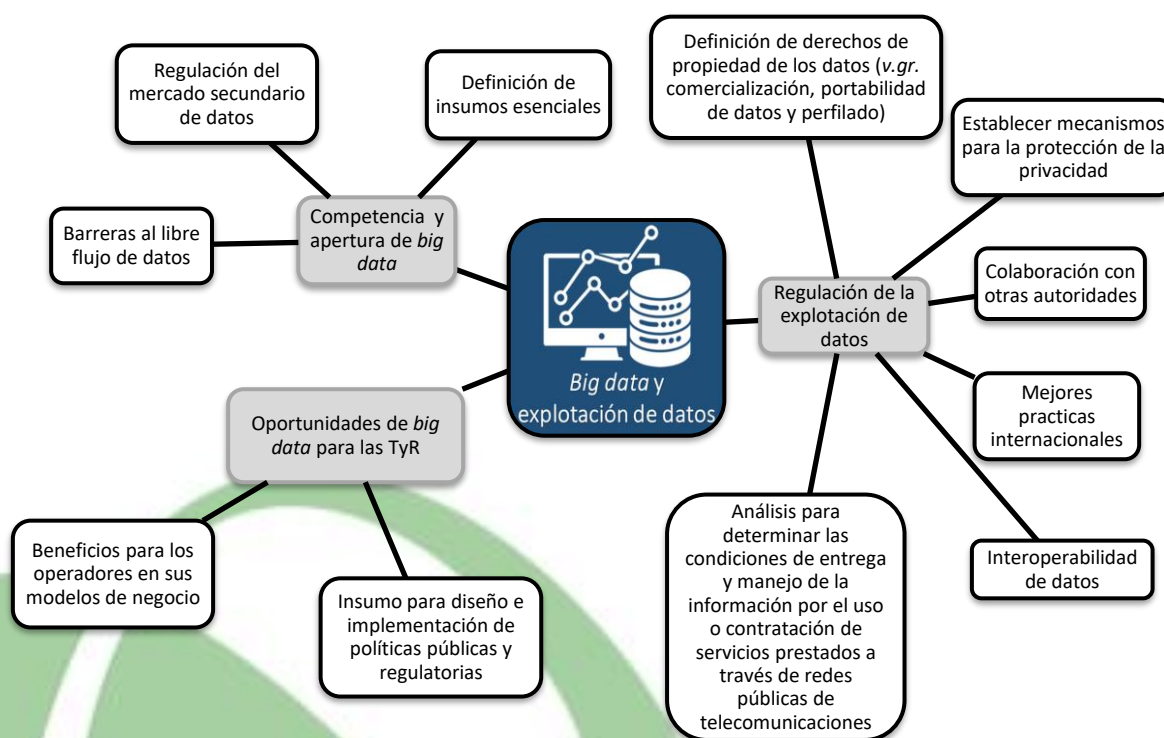 Regulación del
mercado secundario
de datos
Definición de
insumos esenciales
Barreras al libre
flujo de datos
Competencia y
apertura de big
data
Definición de derechos de
propiedad de los datos (v.gr.
comercialización, portabilidad
de datos y perfilado)
Establecer mecanismos
para la protección de la
privacidad
Colaboración con
otras autoridades
Regulación de la
explotación de
datos
Mejores
practicas
internacionales
Interoperabilidad
de datos
Análisis para
determinar las
condiciones de entrega
y manejo de la
información por el uso
o contratación de
servicios prestados a
través de redes
públicas de
telecomunicaciones
Big data y
explotación de datos
Oportunidades de big
data para las TyR
Beneficios para los
operadores en sus
modelos de negocio
Insumo para diseño e
implementación de
políticas públicas y
regulatorias